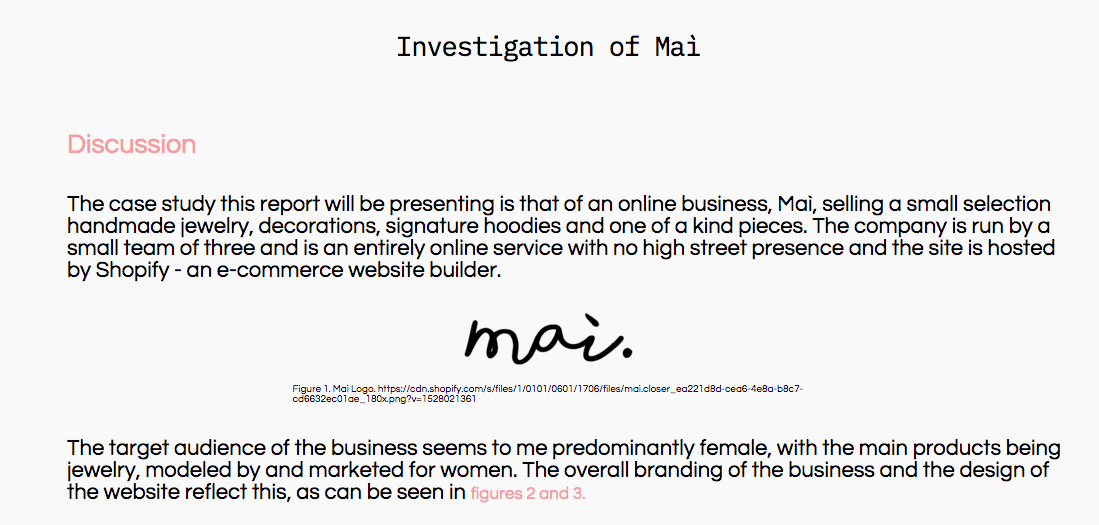 Investigation of Maì
Discussion
The case study this report will be presenting is that of an online business, Maì, selling a small selection
handmade jewelry, decorations, signature hoodies and one of a kind pieces. The company is run by a
small team of three and is an entirely online service with no high street presence and the site is hosted
by Shopify - an e-commerce website builder.
maì.
Figure 1. Maì Logo. https://cdn.shopify.com/s/files/1/0101/0601/1706/files/mai.closer_ea221d8d-cea6-4e8a-b8c7-
cd6632ec01ae_180x.png?v=1528021361
The target audience of the business seems to me predominantly female, with the main products being
jewelry, modeled by and marketed for women. The overall branding of the business and the design of
the website reflect this, as can be seen in figures 2 and 3.